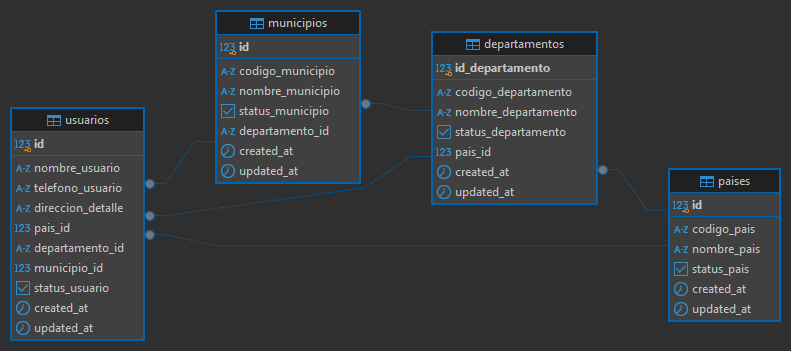 usuarios
123 id
A-Z nombre_usuario
A-Z telefono_usuario
A-Z direccion_detalle
123 pais_id
A-Z departamento_id
123 municipio_id
status_usuario
created_at
updated_at
municipios
123 id
A-Z codigo_municipio
A-Z nombre_municipio
status_municipio
A-Z departamento_id
created_at
updated_at
departamentos
123 id_departamento
A-Z codigo_departamento
A-Z nombre_departamento
status_departamento
123 pais_id
created_at
updated_at
paises
123 id
A-Z codigo_pais
A-Z nombre_pais
status_pais
created_at
updated_at